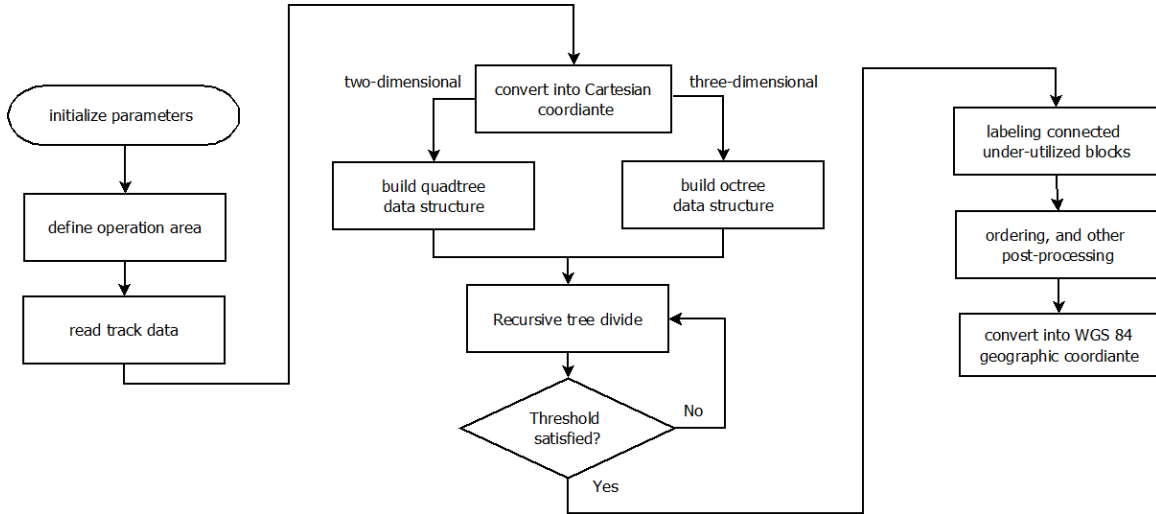 initialize parameters
define operation area
read track data
two-dimensional
convert into Cartesian
coordiante
three-dimensional
build quadtree
data structure
build octree
data structure
Recursive tree divide
Threshold
satisfied?
No
Yes
labeling connected
under-utilized blocks
ordering, and other
post-processing
convert into WGS 84
geographic coordiante